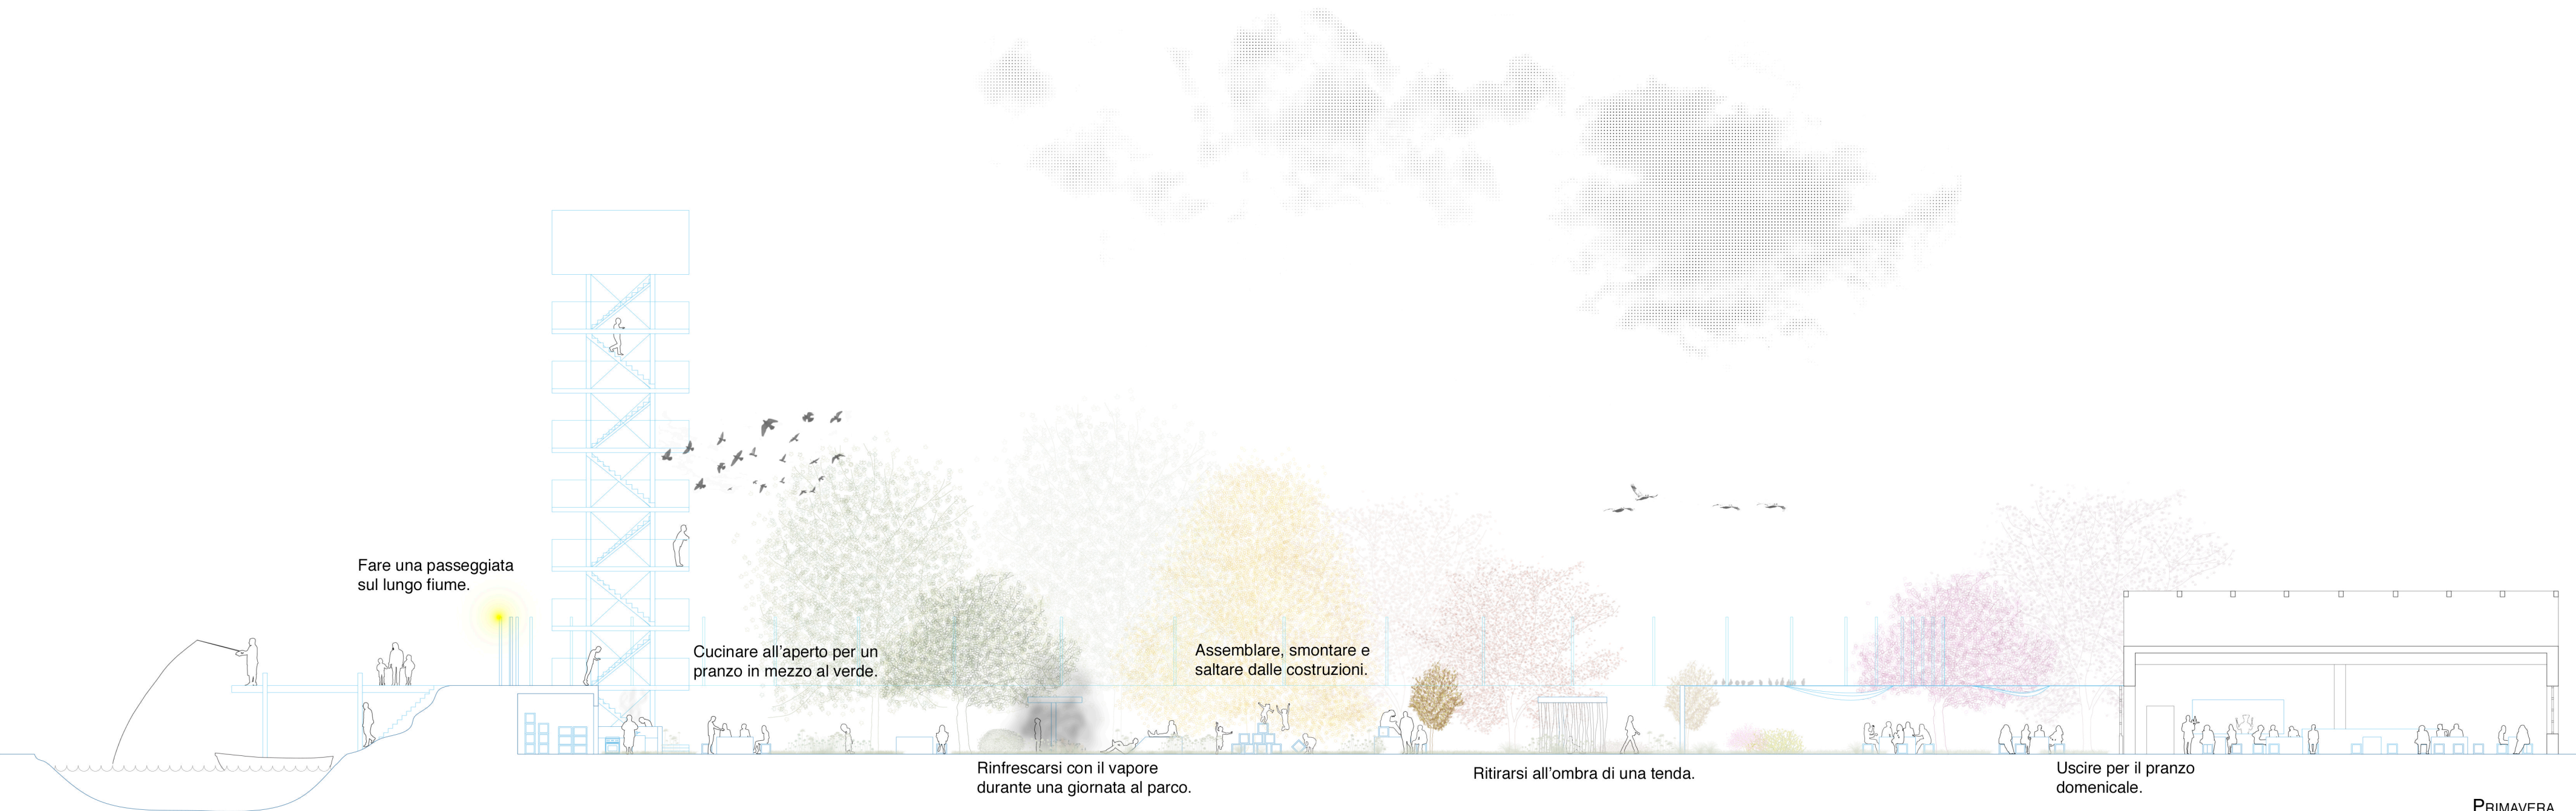 Fare una passeggiata
sul lungo fiume.
Cucinare all'aperto per un
pranzo in mezzo al verde.
Assemblare, smontare e
saltare dalle costruzioni.
Rinfrescarsi con il vapore
durante una giornata al parco.
Ritirarsi all'ombra di una tenda.
Uscire per il pranzo
domenicale.
PRIMAVERA